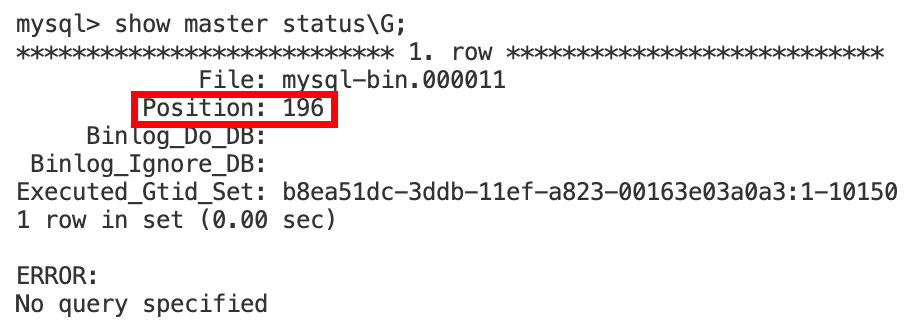 mysql> show master status\G;
*************************** 1. row ***************************
File: mysql-bin.000011
Position: 196
Binlog_Do_DB:
Binlog_Ignore_DB:
Executed_Gtid_Set: b8ea51dc-3ddb-11ef-a823-00163e03a0a3:1-10150
1 row in set (0.00 sec)
ERROR:
No query specified